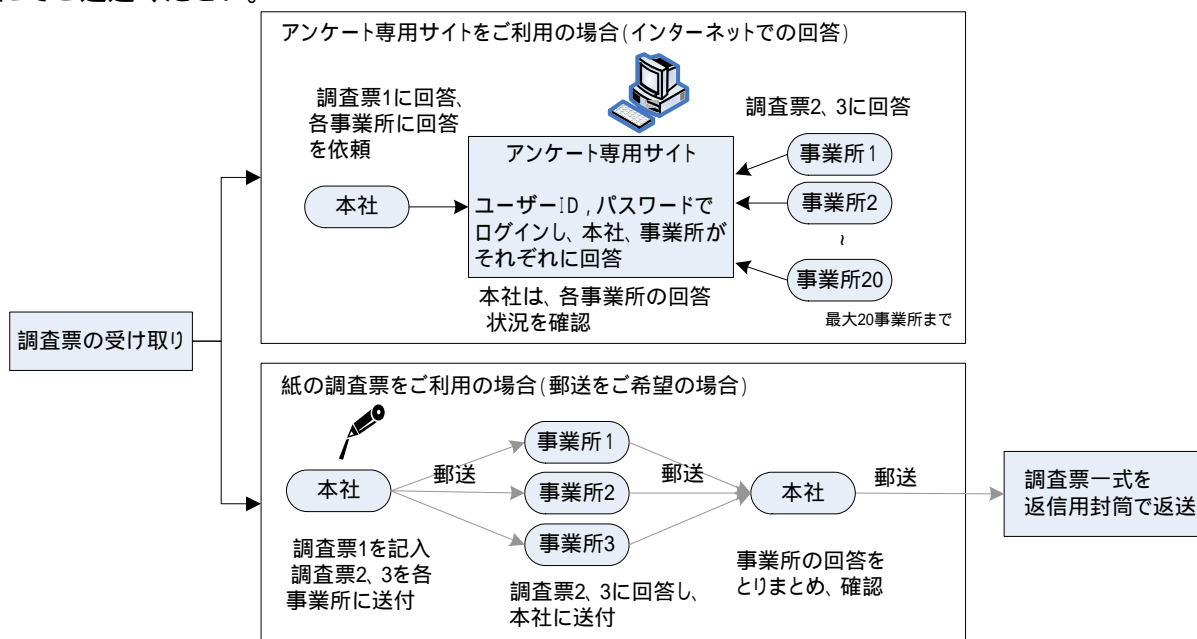 アンケート専用サイトをご利用の場合(インターネットでの回答)
調査票1に回答、
各事業所に回答
を依頼
本社
アンケート専用サイト
ユーザーID,パスワードで
ログインし、本社、事業所が
それぞれに回答
本社は、各事業所の回答
状況を確認
調査票2、3に回答
事業所1
事業所2
~
事業所20
最大20事業所まで
調査票の受け取り
紙の調査票をご利用の場合(郵送をご希望の場合)
本社
郵送
事業所1
事業所2
事業所3
郵送
本社
郵送
調査票一式を
返信用封筒で返送
調査票1を記入
調査票2、3を各
事業所に送付
調査票2、3に回答し、
本社に送付
事業所の回答を
とりまとめ、確認